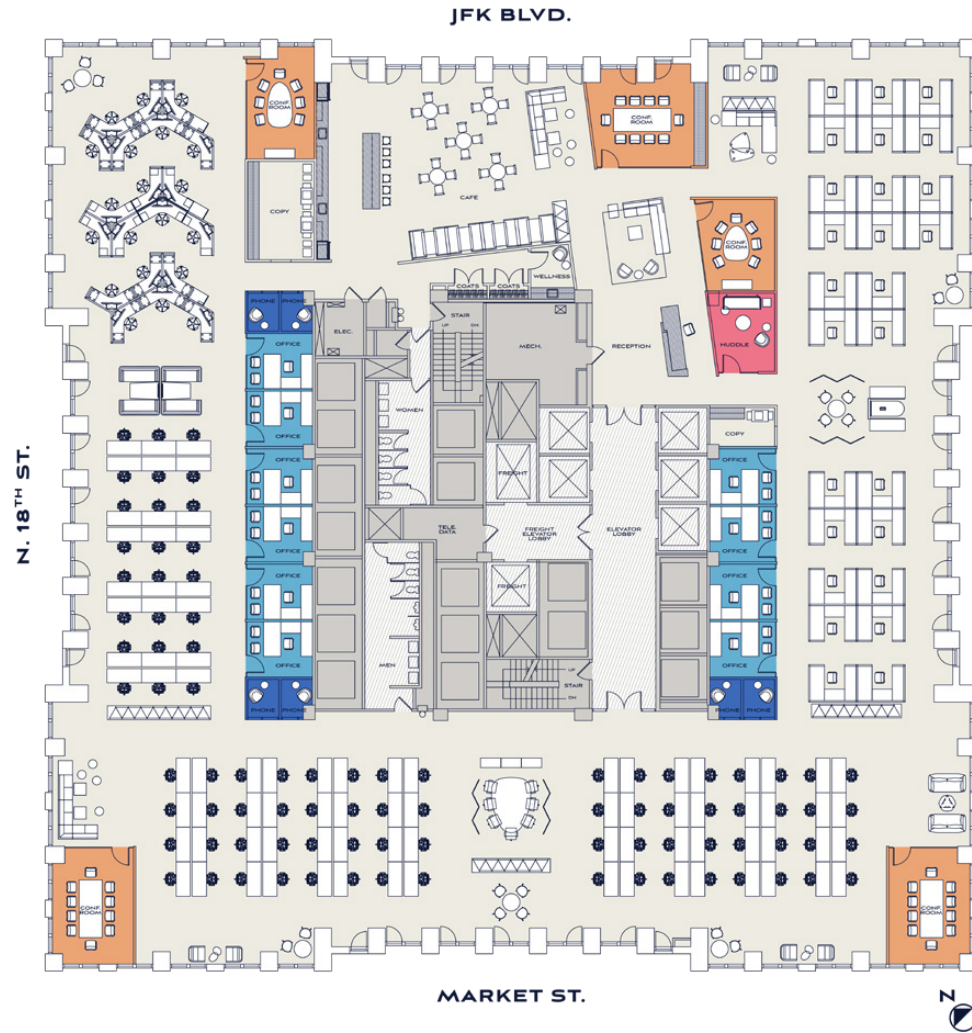 JFK BLVD.
CONF.
ROOM
CONF.
ROOM
COPY
CAFE
CONF.
ROOM
WELLNESS
COATS
COATS
PHONE
PHONE
STAIR
UP
DN
ELEC.
OFFICE
MECH.
RECEPTION
HUDDLE
WOMEN
OFFICE
COPY
OFFICE
FREIGHT
OFFICE
N. 18TH ST.
TELE.
DATA
FREIGHT
ELEVATOR
LOBBY
ELEVATOR
LOBBY
OFFICE
OFFICE
OFFICE
OFFICE
FREIGHT
OFFICE
MEN
OFFICE
UP
STAIR
DN
PHONE
PHONE
PHONE
PHONE
CONF.
ROOM
CONF.
ROOM
MARKET ST.
N